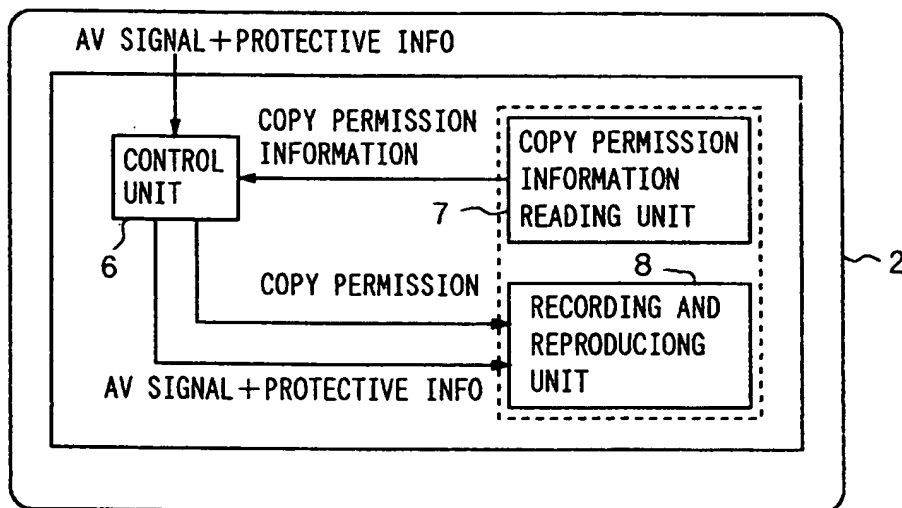 AV SIGNAL+PROTECTIVE INFO
COPY PERMISSION
INFORMATION
CONTROL
UNIT
6
COPY PERMISSION
INFORMATION
READING UNIT
7
2
8
COPY PERMISSION
RECORDING AND
REPRODUCIONG
UNIT
AV SIGNAL+PROTECTIVE INFO